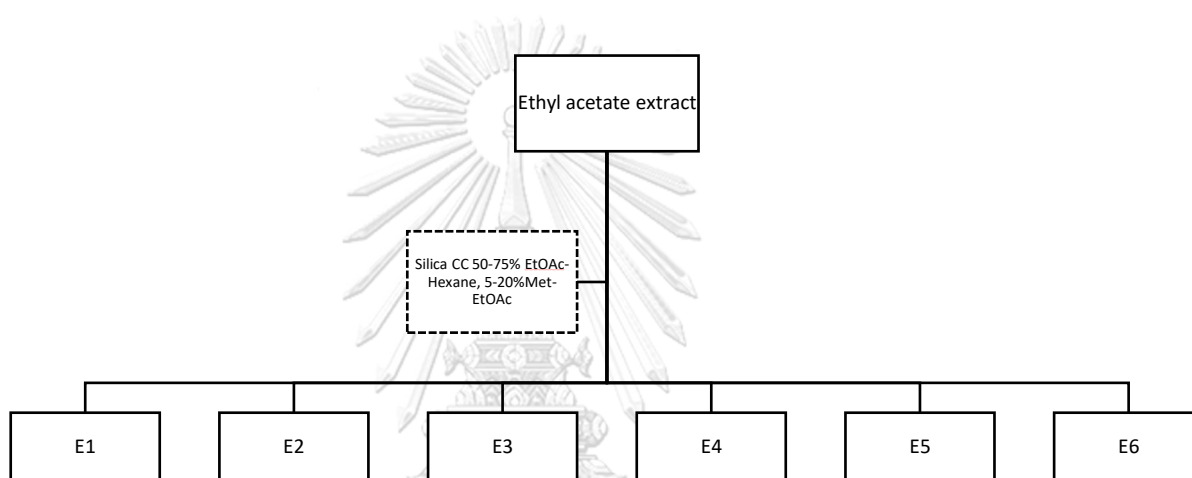 Ethyl acetate extract
Silica CC 50-75% EtOAc-
Hexane, 5-20%Met-
EtOAc
E1
E2
E3
E4
E5
E6